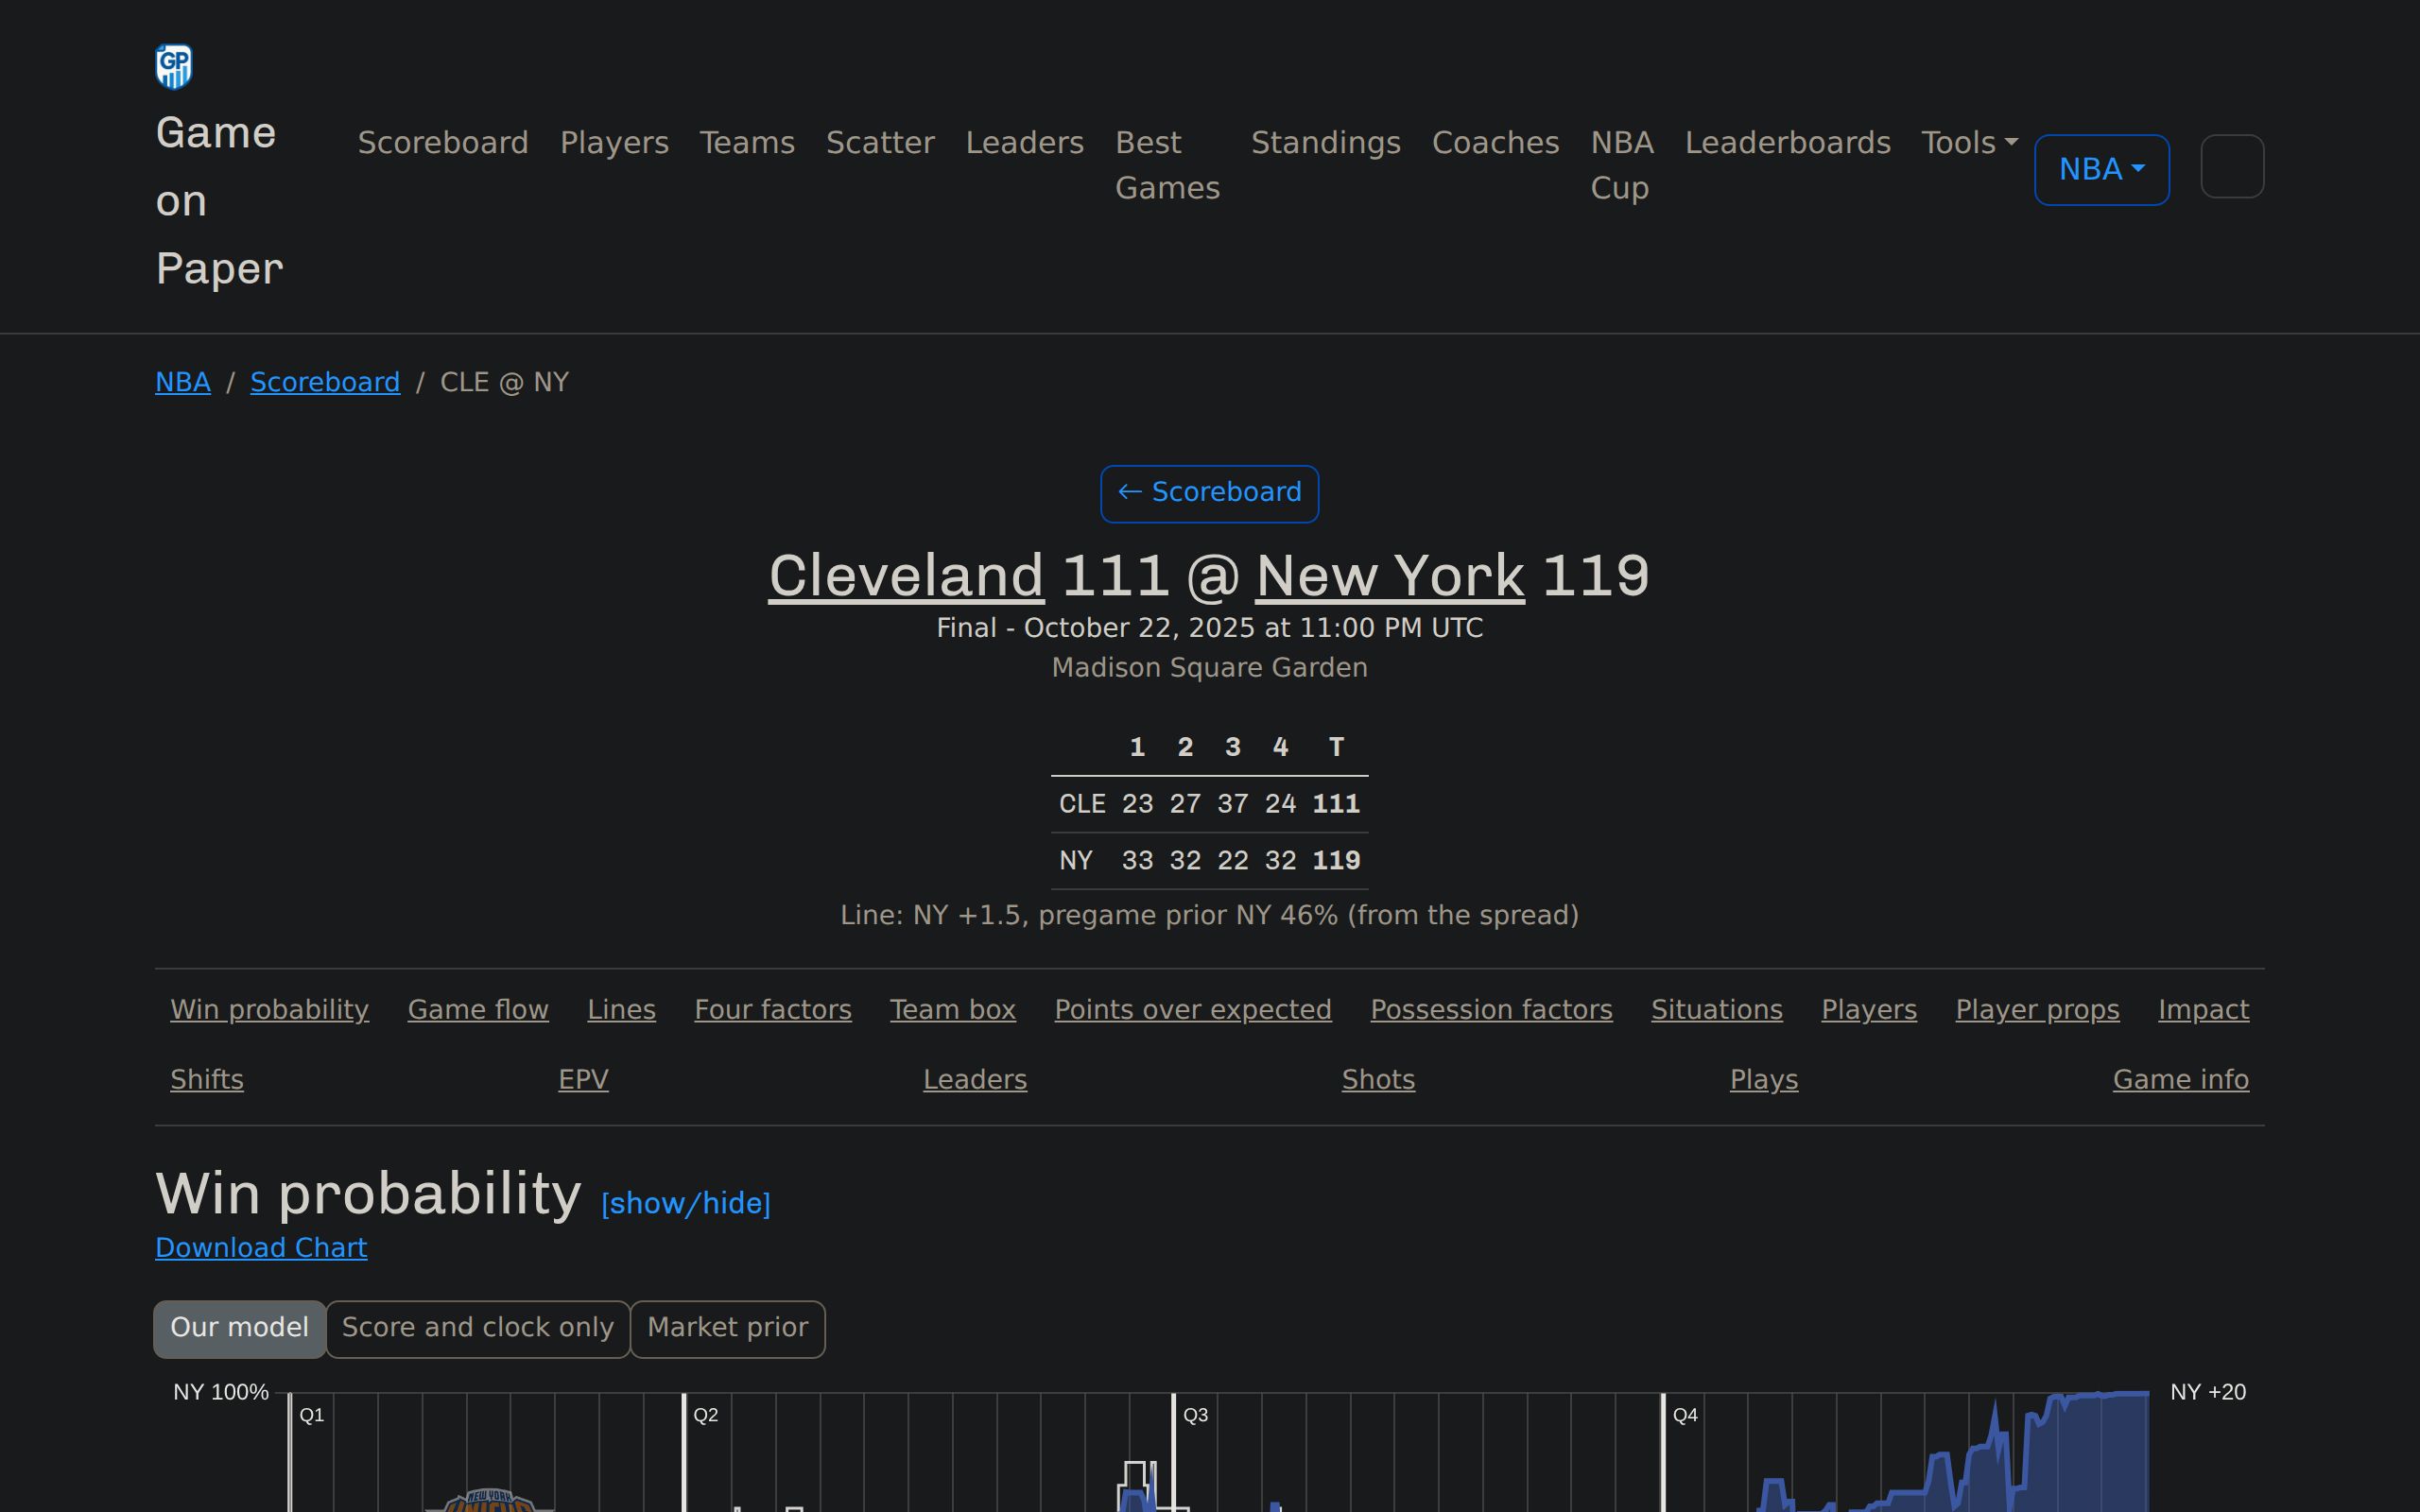 GP
Game
on
Paper
Scoreboard Players Teams Scatter Leaders Best Games Standings Coaches NBA Cup Leaderboards Tools NBA
NBA / Scoreboard / CLE @ NY
← Scoreboard
Cleveland 111 @ New York 119
Final - October 22, 2025 at 11:00 PM UTC
Madison Square Garden
1 2 3 4 T
CLE 23 27 37 24 111
NY 33 32 22 32 119
Line: NY +1.5, pregame prior NY 46% (from the spread)
Win probability Game flow Lines Four factors Team box Points over expected Possession factors Situations Players Player props Impact
Shifts EPV Leaders Shots Plays Game info
Win probability [show/hide]
Download Chart
Our model Score and clock only Market prior
NY 100% NY +20
Q1 Q2 Q3 Q4
NEW YORK